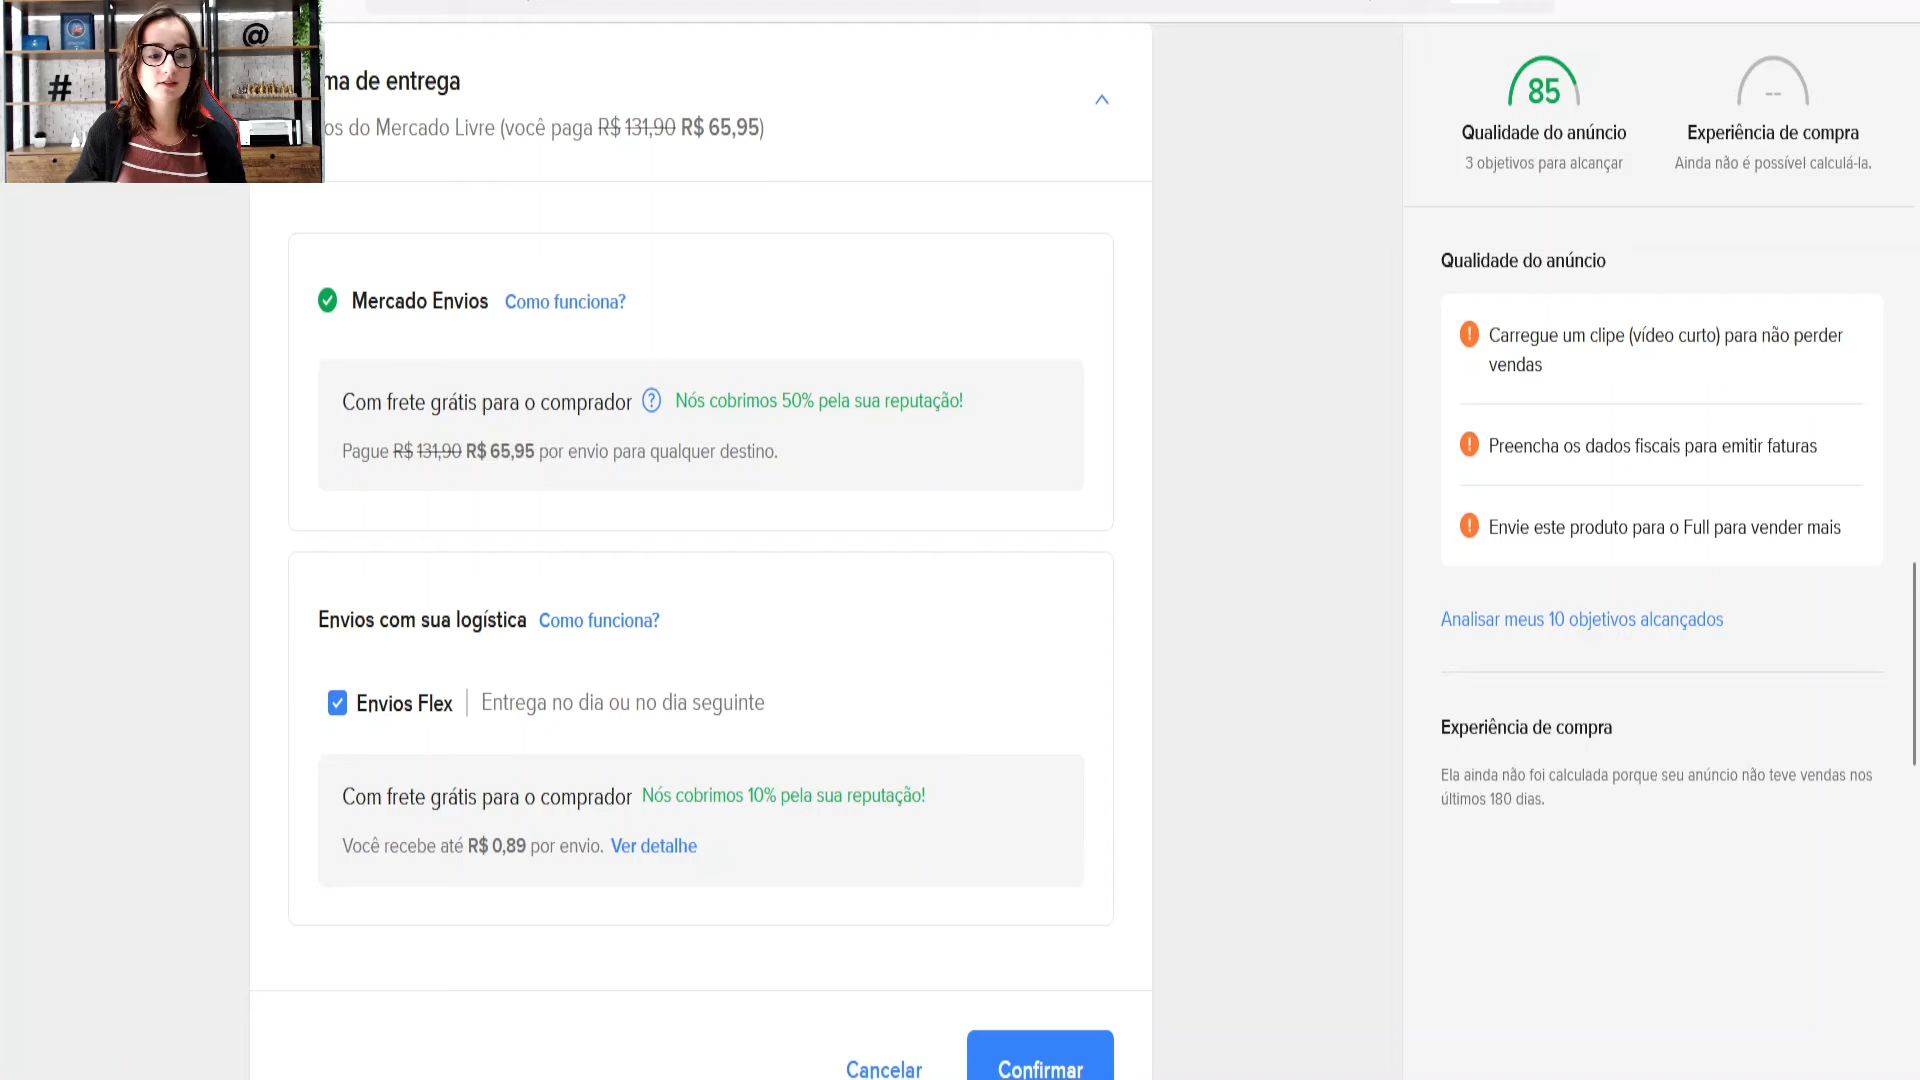 @
#
ma de entrega
os do Mercado Livre (você paga R$ 131,90 R$ 65,95)
Mercado Envios Como funciona?
Com frete grátis para o comprador ? Nós cobrimos 50% pela sua reputação!
Pague R$ 131,90 R$ 65,95 por envio para qualquer destino.
Envios com sua logística Como funciona?
Envios Flex | Entrega no dia ou no dia seguinte
Com frete grátis para o comprador Nós cobrimos 10% pela sua reputação!
Você recebe até R$ 0,89 por envio. Ver detalhe
Cancelar
Confirmar
85
--
Qualidade do anúncio
Experiência de compra
3 objetivos para alcançar
Ainda não é possível calculá-la.
Qualidade do anúncio
! Carregue um clipe (vídeo curto) para não perder
vendas
! Preencha os dados fiscais para emitir faturas
! Envie este produto para o Full para vender mais
Analisar meus 10 objetivos alcançados
Experiência de compra
Ela ainda não foi calculada porque seu anúncio não teve vendas nos
últimos 180 dias.